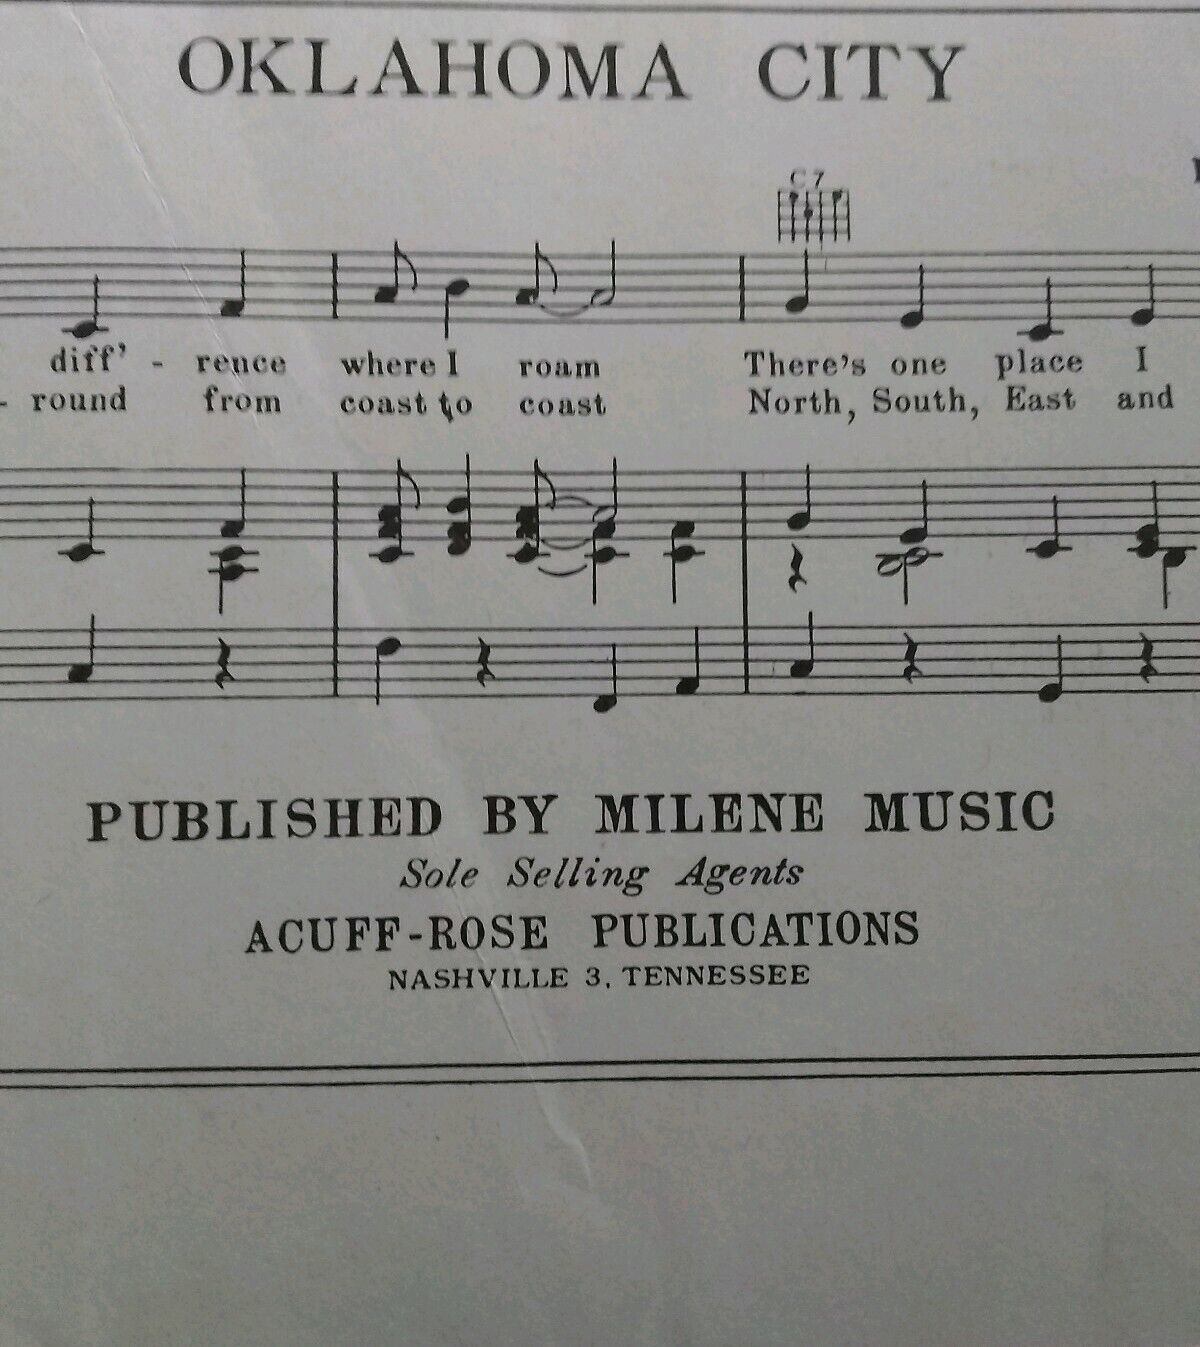 OKLAHOMA CITY
C7
diff' - rence where I roam There's one place I
- round from coast to coast North, South, East and
PUBLISHED BY MILENE MUSIC
Sole Selling Agents
ACUFF-ROSE PUBLICATIONS
NASHVILLE 3, TENNESSEE